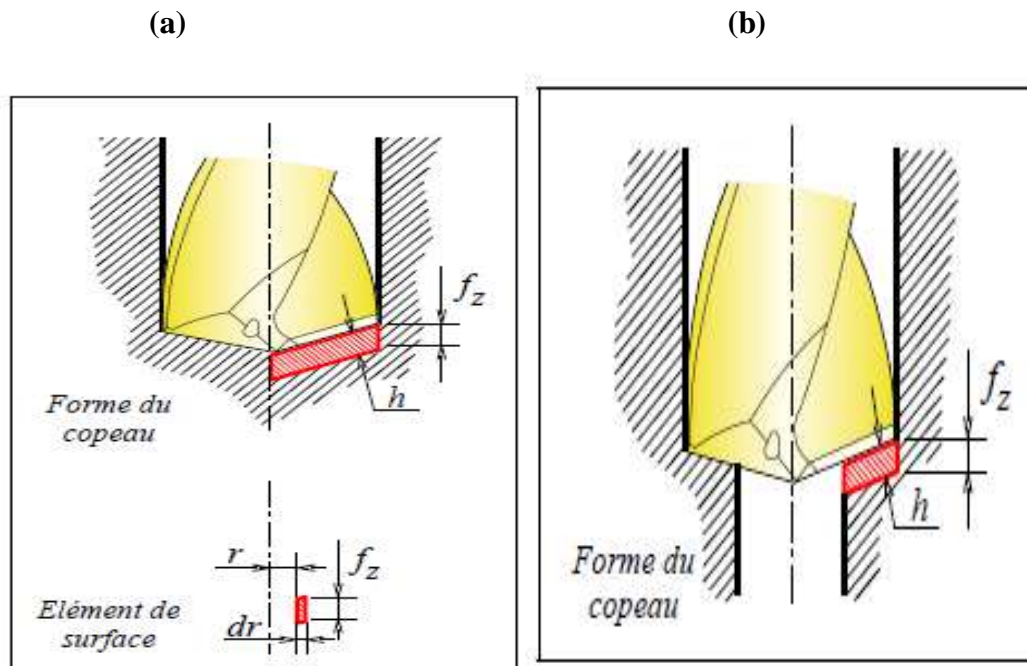 (a)
(b)
f_z
h
Forme du
copeau
r
f_z
Elément de
surface
dr
f_z
h
Forme du
copeau